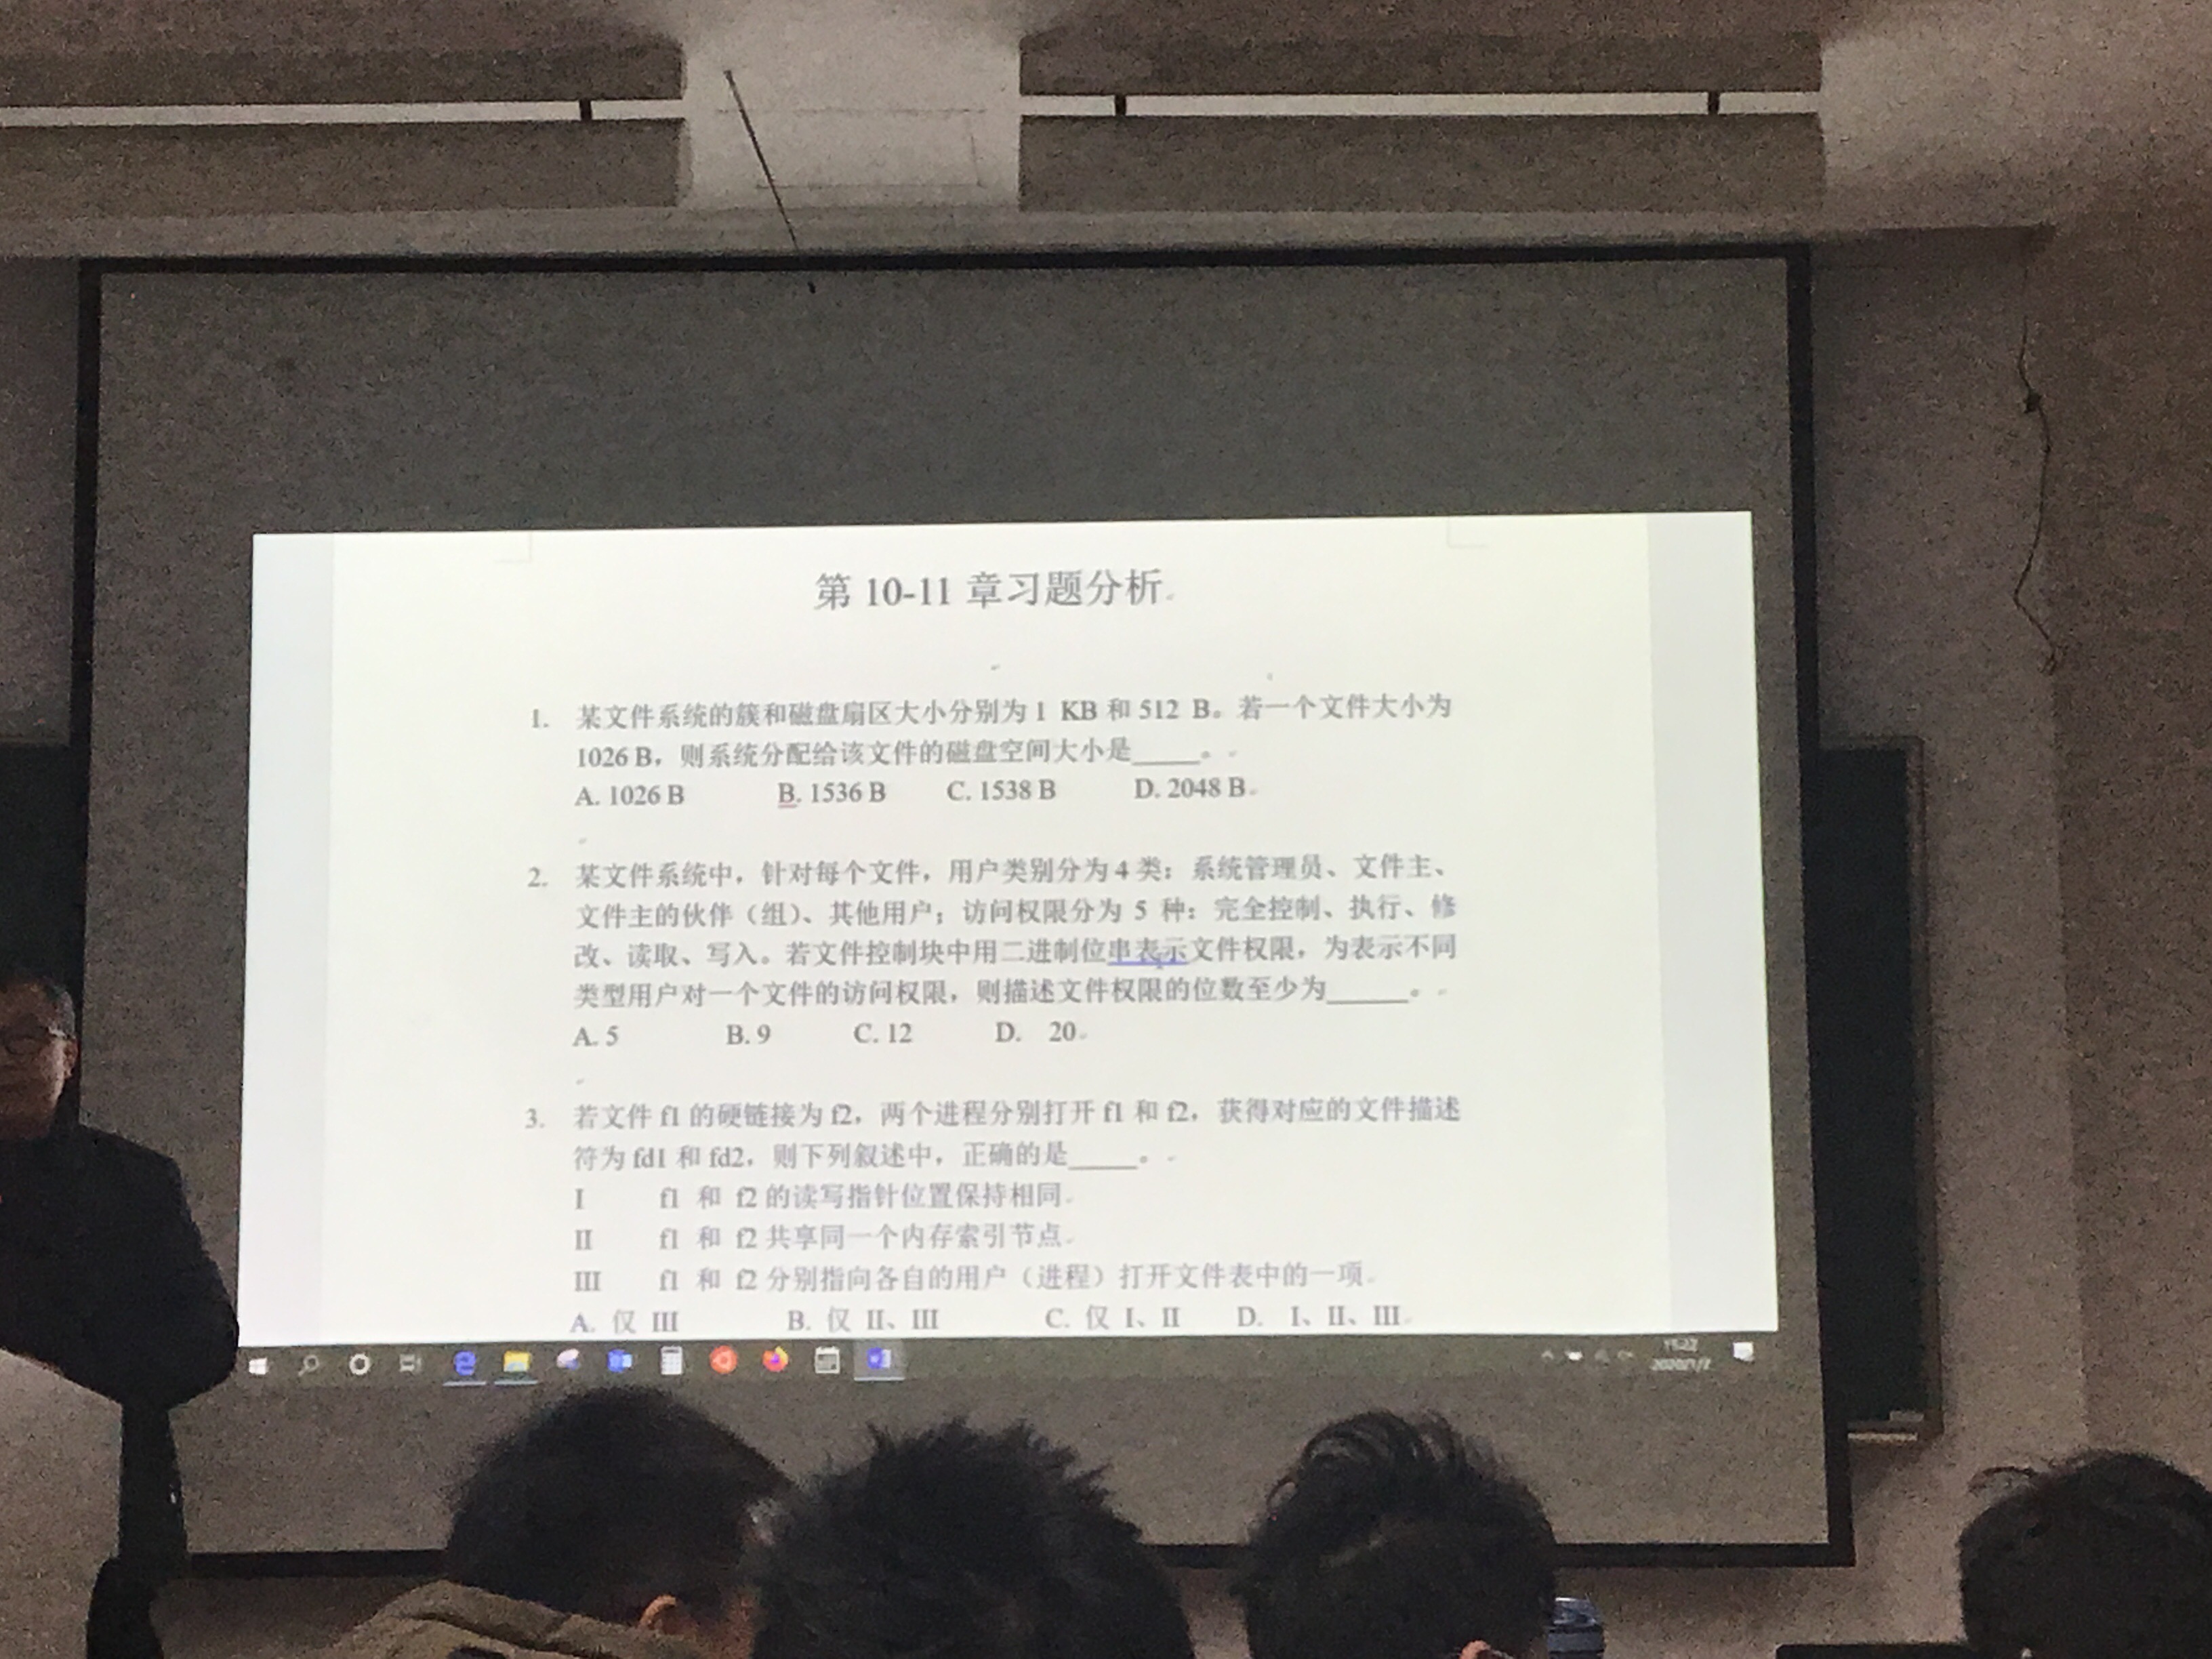 第 10-11 章习题分析
1. 某文件系统的簇和磁盘扇区大小分别为 1 KB 和 512 B。若一个文件大小为
1026 B，则系统分配给该文件的磁盘空间大小是_____。
A. 1026 B B. 1536 B C. 1538 B D. 2048 B
2. 某文件系统中，针对每个文件，用户类别分为 4 类：系统管理员、文件主、
文件主的伙伴（组）、其他用户；访问权限分为 5 种：完全控制、执行、修
改、读取、写入。若文件控制块中用二进制位串表示文件权限，为表示不同
类型用户对一个文件的访问权限，则描述文件权限的位数至少为______。
A. 5 B. 9 C. 12 D. 20
3. 若文件 f1 的硬链接为 f2，两个进程分别打开 f1 和 f2，获得对应的文件描述
符为 fd1 和 fd2，则下列叙述中，正确的是_____。
I f1 和 f2 的读写指针位置保持相同
II f1 和 f2 共享同一个内存索引节点
III f1 和 f2 分别指向各自的用户（进程）打开文件表中的一项
A. 仅 III B. 仅 II、III C. 仅 I、II D. I、II、III